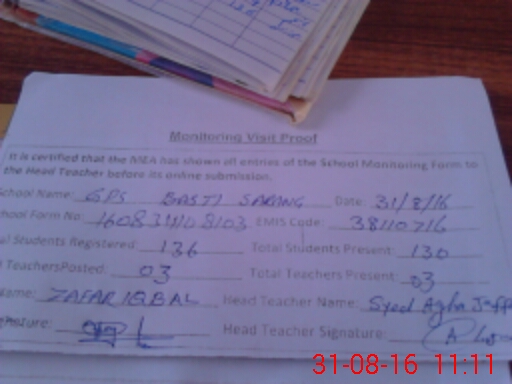 Monitoring Visit Proof
It is certified that the MEA has shown all entries of the School Monitoring Form to
the Head Teacher before its online submission.
School Name: GPS BASTI SARANG Date: 31/8/16
School Form No: EMIS Code: 38110716
Students Registered: 136 Total Students Present: 130
TeachersPosted: 03 Total Teachers Present: 03
Name: ZAFAR IQBAL Head Teacher Name: Syed Agha
Signature: Head Teacher Signature:
31-08-16 11:11